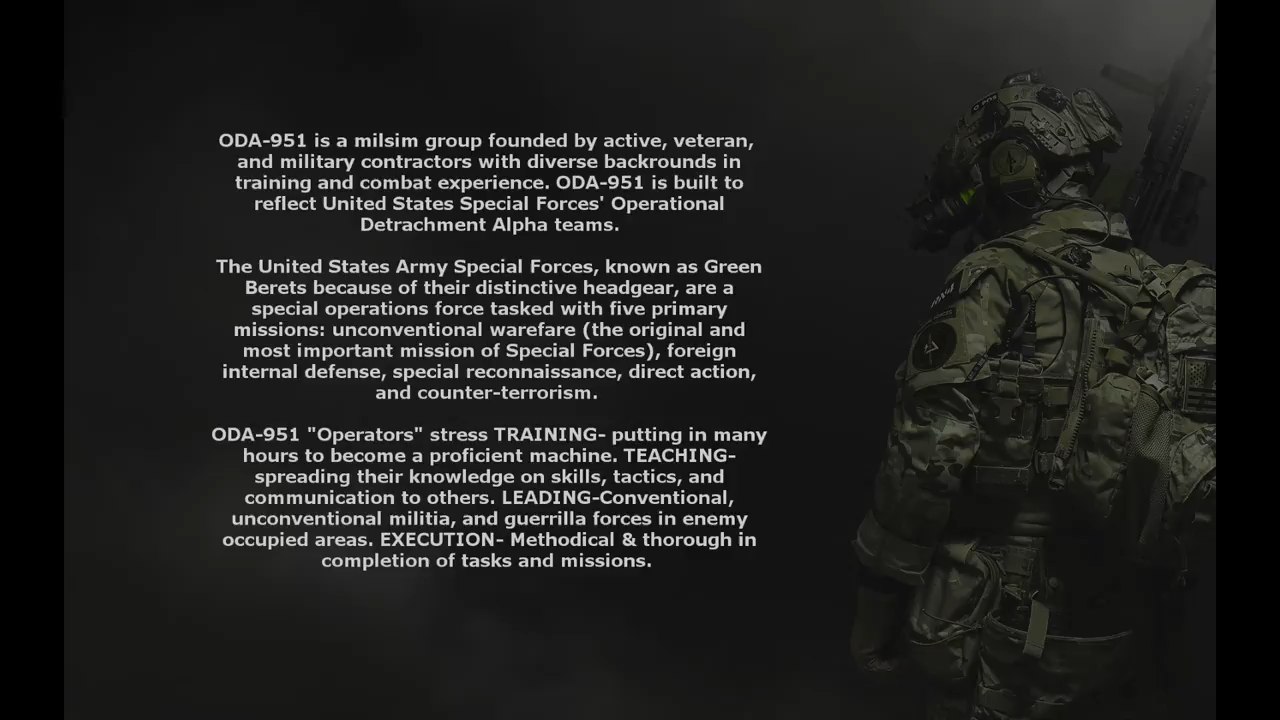 ODA-951 is a milsim group founded by active, veteran,
and military contractors with diverse backrounds in
training and combat experience. ODA-951 is built to
reflect United States Special Forces' Operational
Detrachment Alpha teams.
The United States Army Special Forces, known as Green
Berets because of their distinctive headgear, are a
special operations force tasked with five primary
missions: unconventional warefare (the original and
most important mission of Special Forces), foreign
internal defense, special reconnaissance, direct action,
and counter-terrorism.
ODA-951 "Operators" stress TRAINING- putting in many
hours to become a proficient machine. TEACHING-
spreading their knowledge on skills, tactics, and
communication to others. LEADING-Conventional,
unconventional militia, and guerrilla forces in enemy
occupied areas. EXECUTION- Methodical & thorough in
completion of tasks and missions.